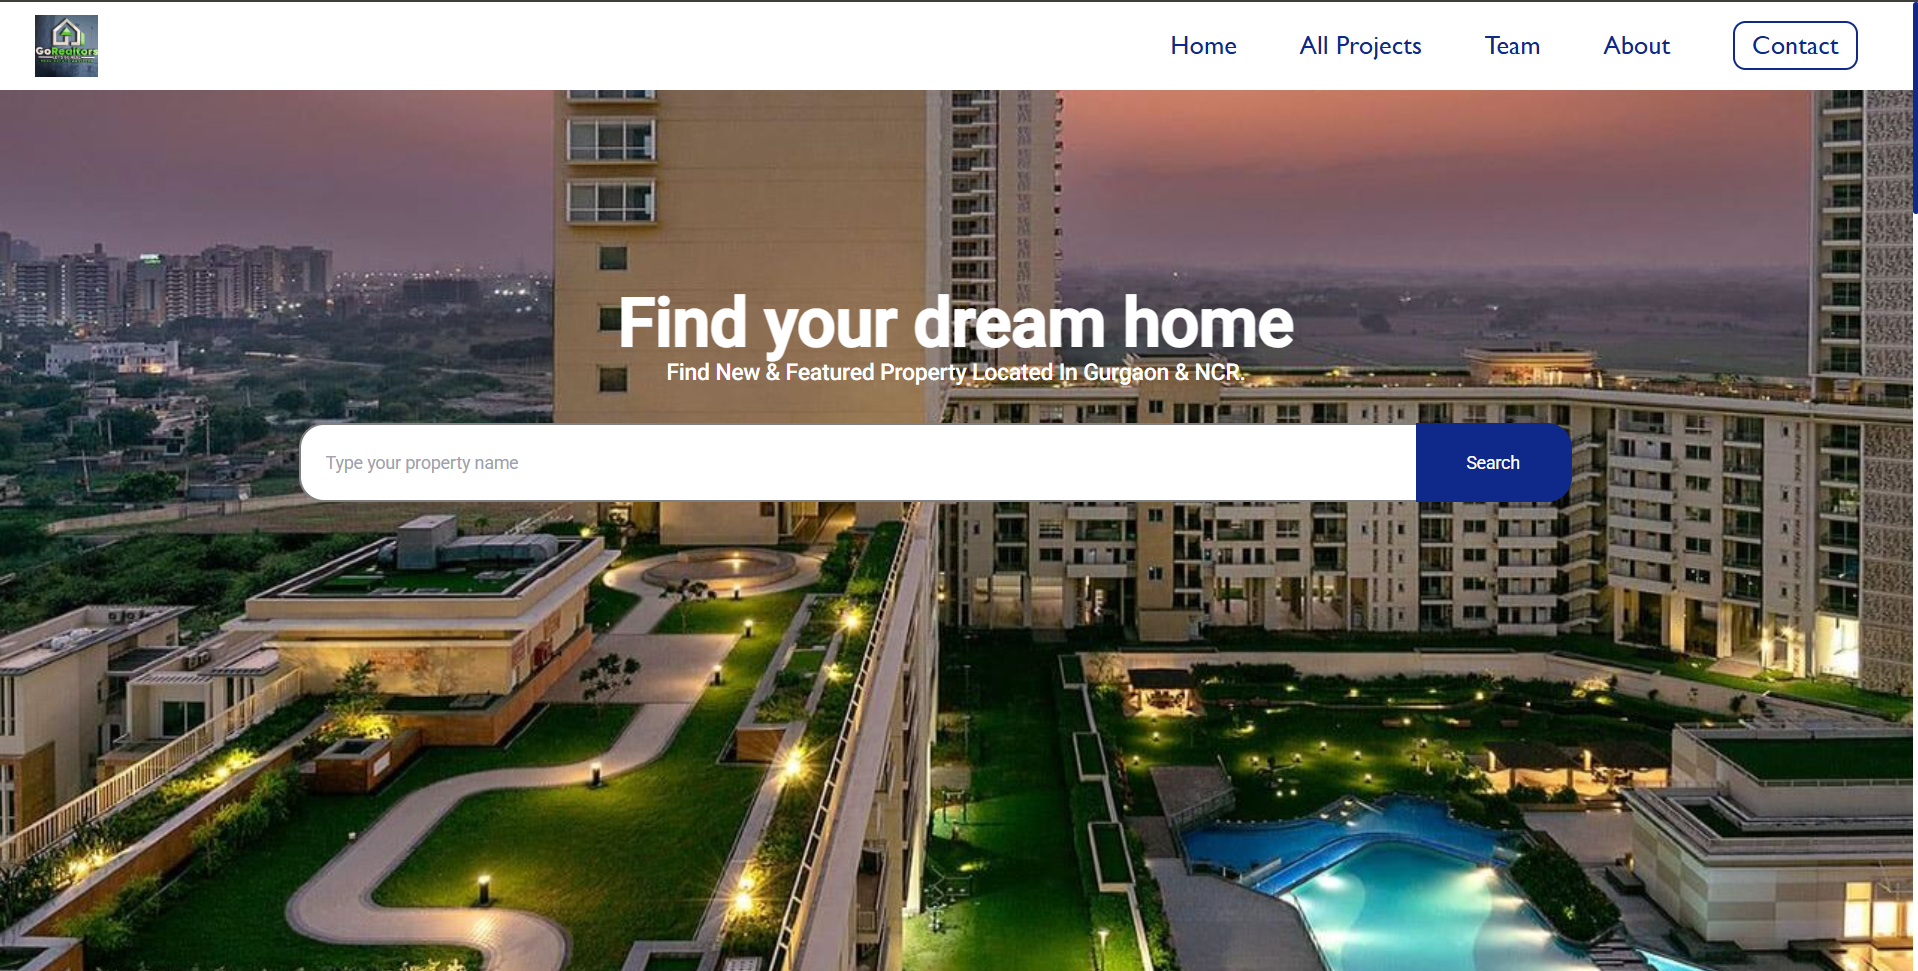 GoRealtors
Home
All Projects
Team
About
Contact
Find your dream home
Find New & Featured Property Located In Gurgaon & NCR.
Type your property name
Search